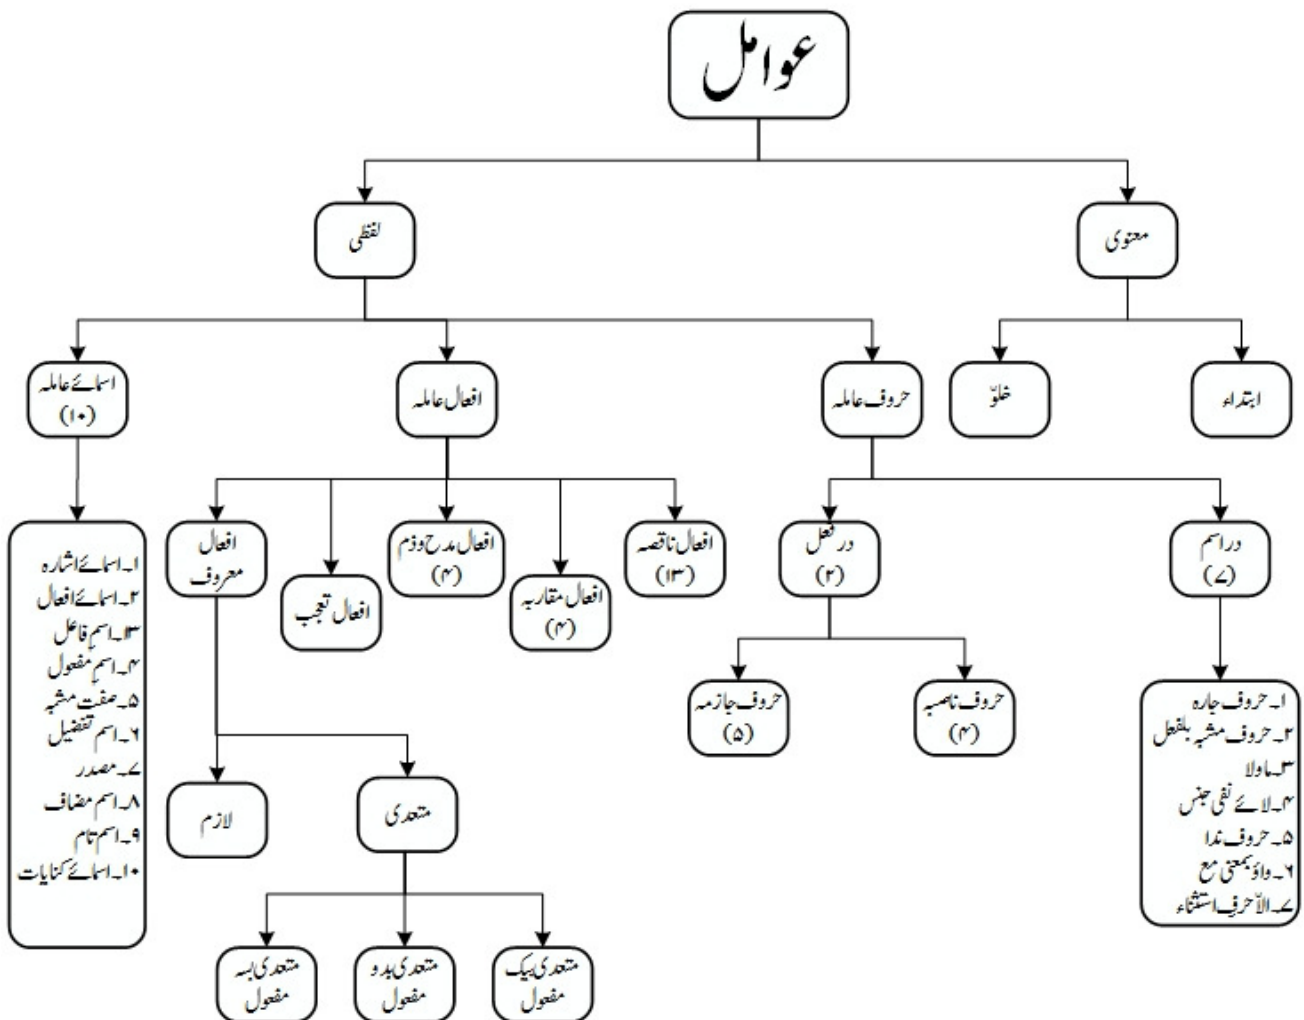 عوامل
معنوی
لفظی
ابتداء
خلوّ
حروف عاملہ
افعال عاملہ
اسمائے عاملہ
(۱۰)
در اسم
(۷)
در فعل
(۲)
افعال ناقصہ
(۱۳)
افعال مقاربہ
(۴)
افعال مدح وذم
(۴)
افعال تعجب
افعال
معروف
۱۔ حروف جارہ
۲۔ حروف مشبہ بلفعل
۳۔ ماولا
۴۔ لائے نفی جنس
۵۔ حروف ندا
۶۔ واؤ بمعنی مع
۷۔ الاّ حرفِ استثناء
حروف ناصبہ
(۴)
حروف جازمہ
(۵)
۱۔ اسمائے اشارہ
۲۔ اسمائے افعال
۱۳۔ اسمِ فاعل
۴۔ اسمِ مفعول
۵۔ صفت مشبہ
۶۔ اسم تفضیل
۷۔ مصدر
۸۔ اسم مضاف
۹۔ اسم تام
۱۰۔ اسمائے کنایات
متعدی
لازم
متعدی بیک
مفعول
متعدی بدو
مفعول
متعدی بسہ
مفعول